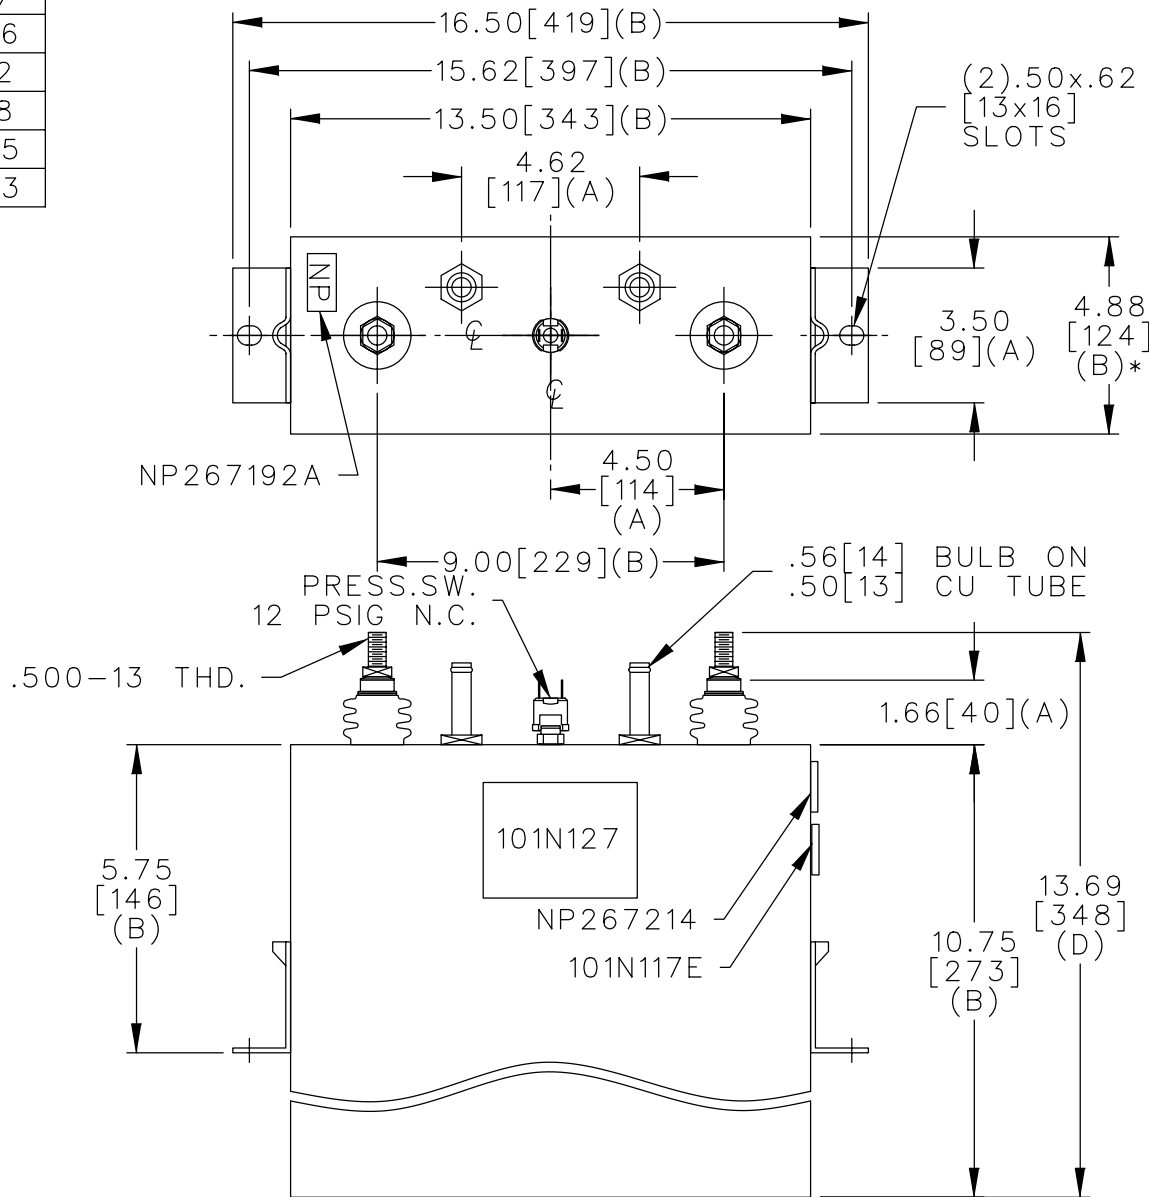 6
2
8
5
3
16.50[419](B)
15.62[397](B)
13.50[343](B)
4.62
[117](A)
(2).50x.62
[13x16]
SLOTS
NP
℄
℄
3.50
[89](A)
4.88
[124]
(B)*
NP267192A
4.50
[114]
(A)
9.00[229](B)
PRESS.SW.
12 PSIG N.C.
.56[14] BULB ON
.50[13] CU TUBE
.500-13 THD.
1.66[40](A)
101N127
5.75
[146]
(B)
NP267214
101N117E
13.69
[348]
(D)
10.75
[273]
(B)